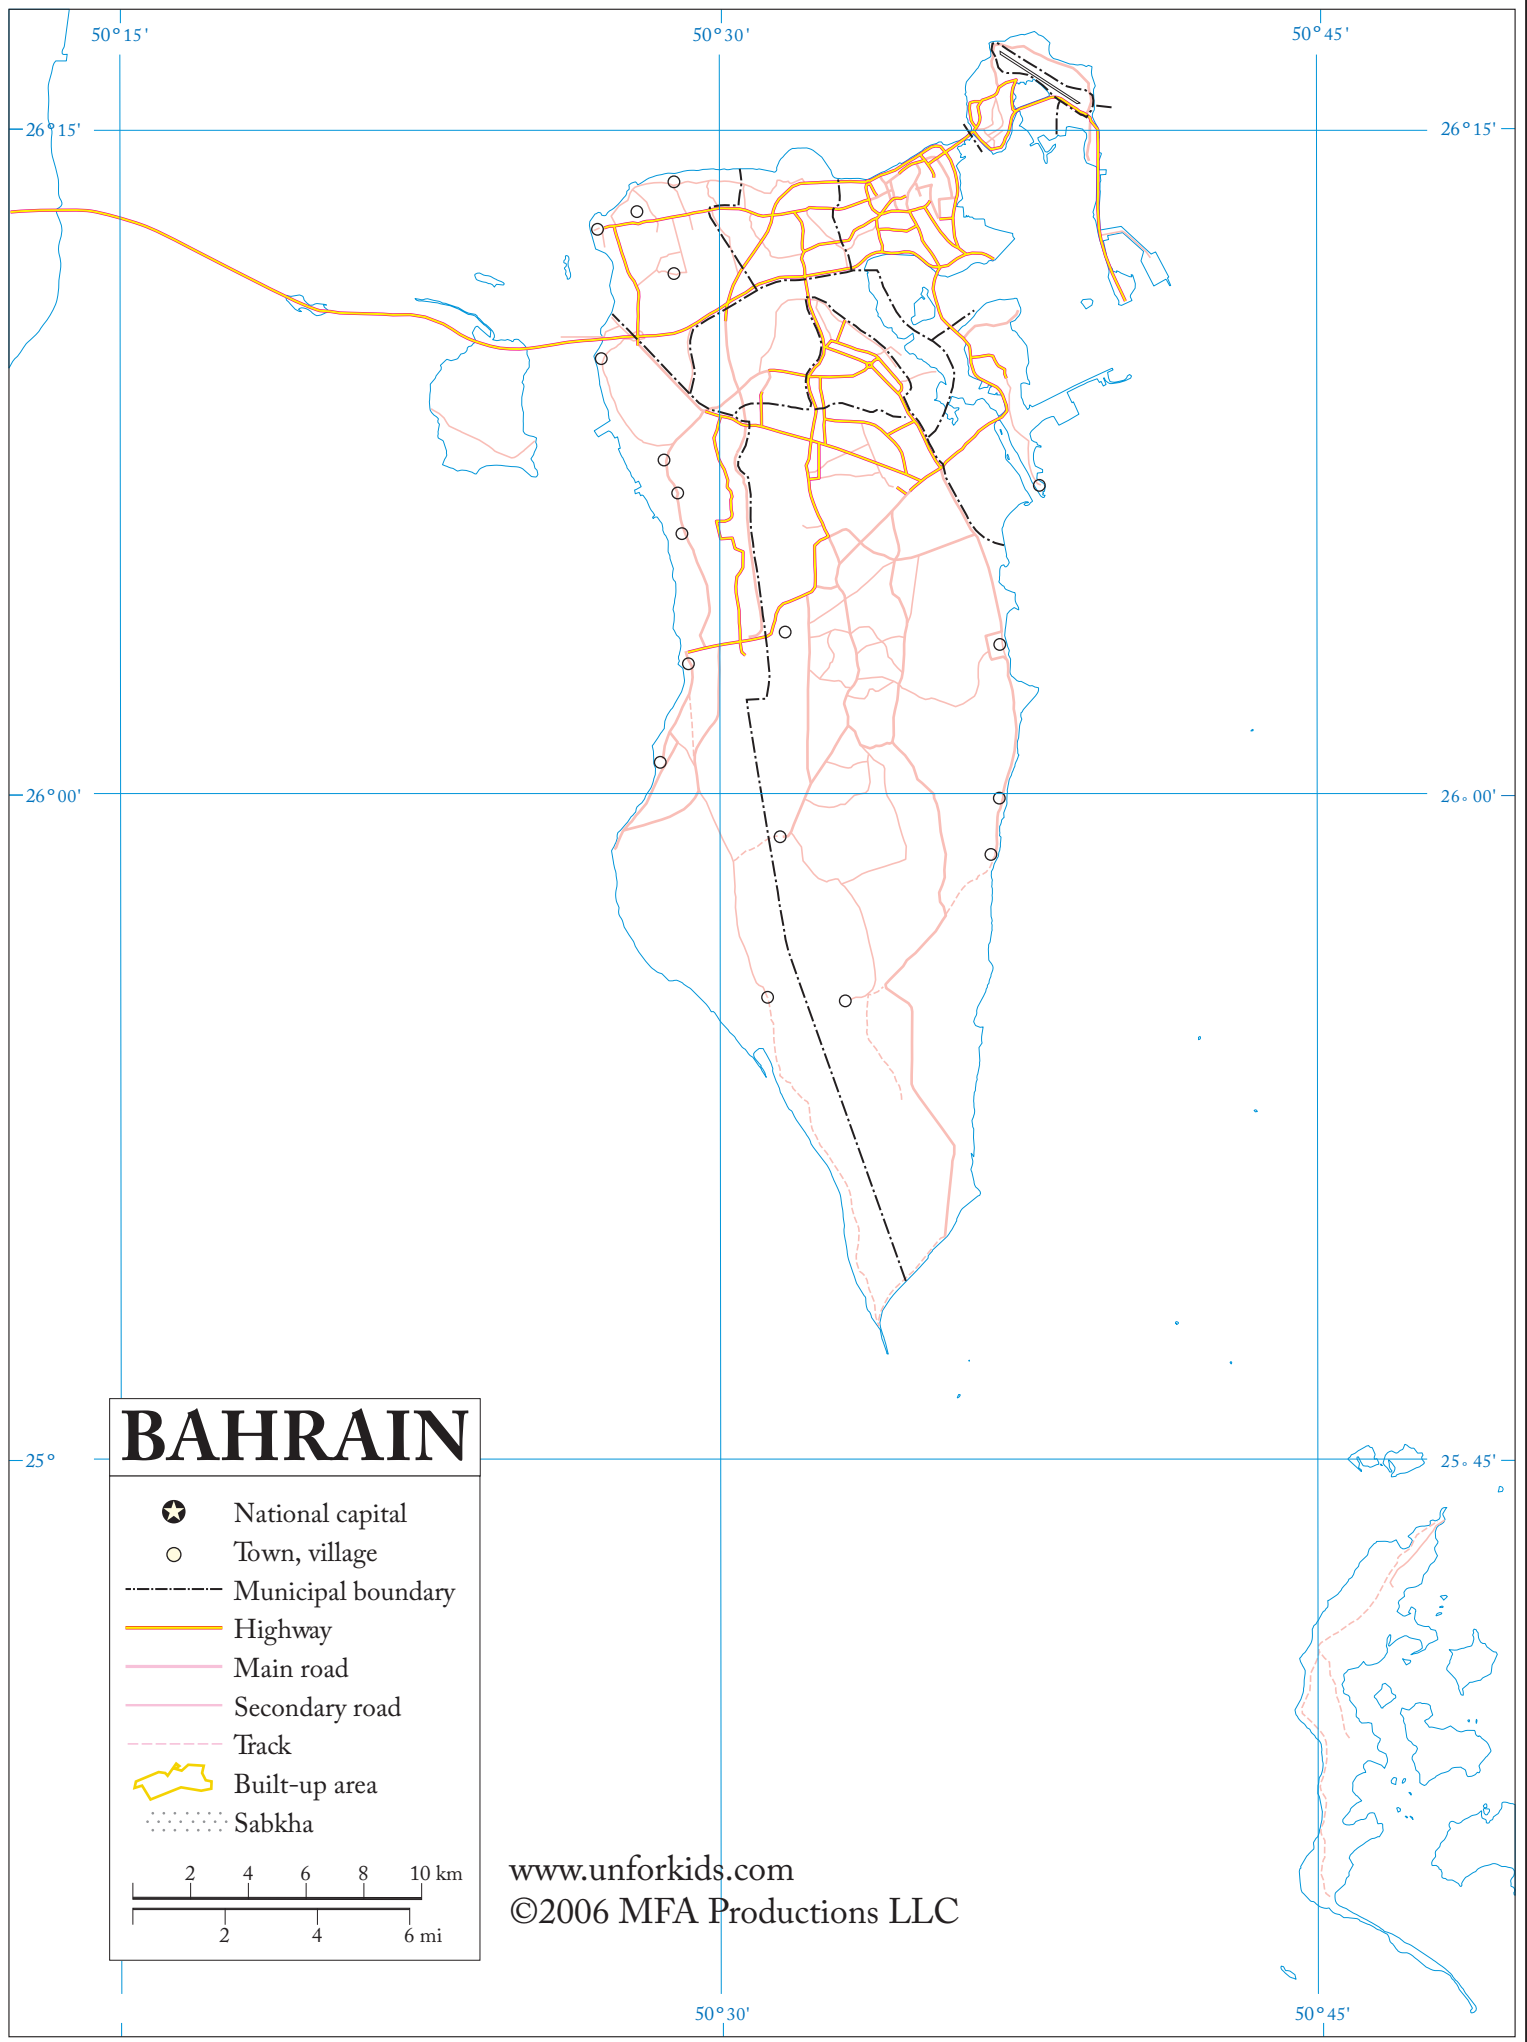 50°15' 50°30' 50°45'
26°15' 26°15'
26°00' 26°00'
25° 25°45'
BAHRAIN
National capital
Town, village
Municipal boundary
Highway
Main road
Secondary road
Track
Built-up area
Sabkha
2 4 6 8 10 km
2 4 6 mi
www.unforkids.com
©2006 MFA Productions LLC
50°30' 50°45'